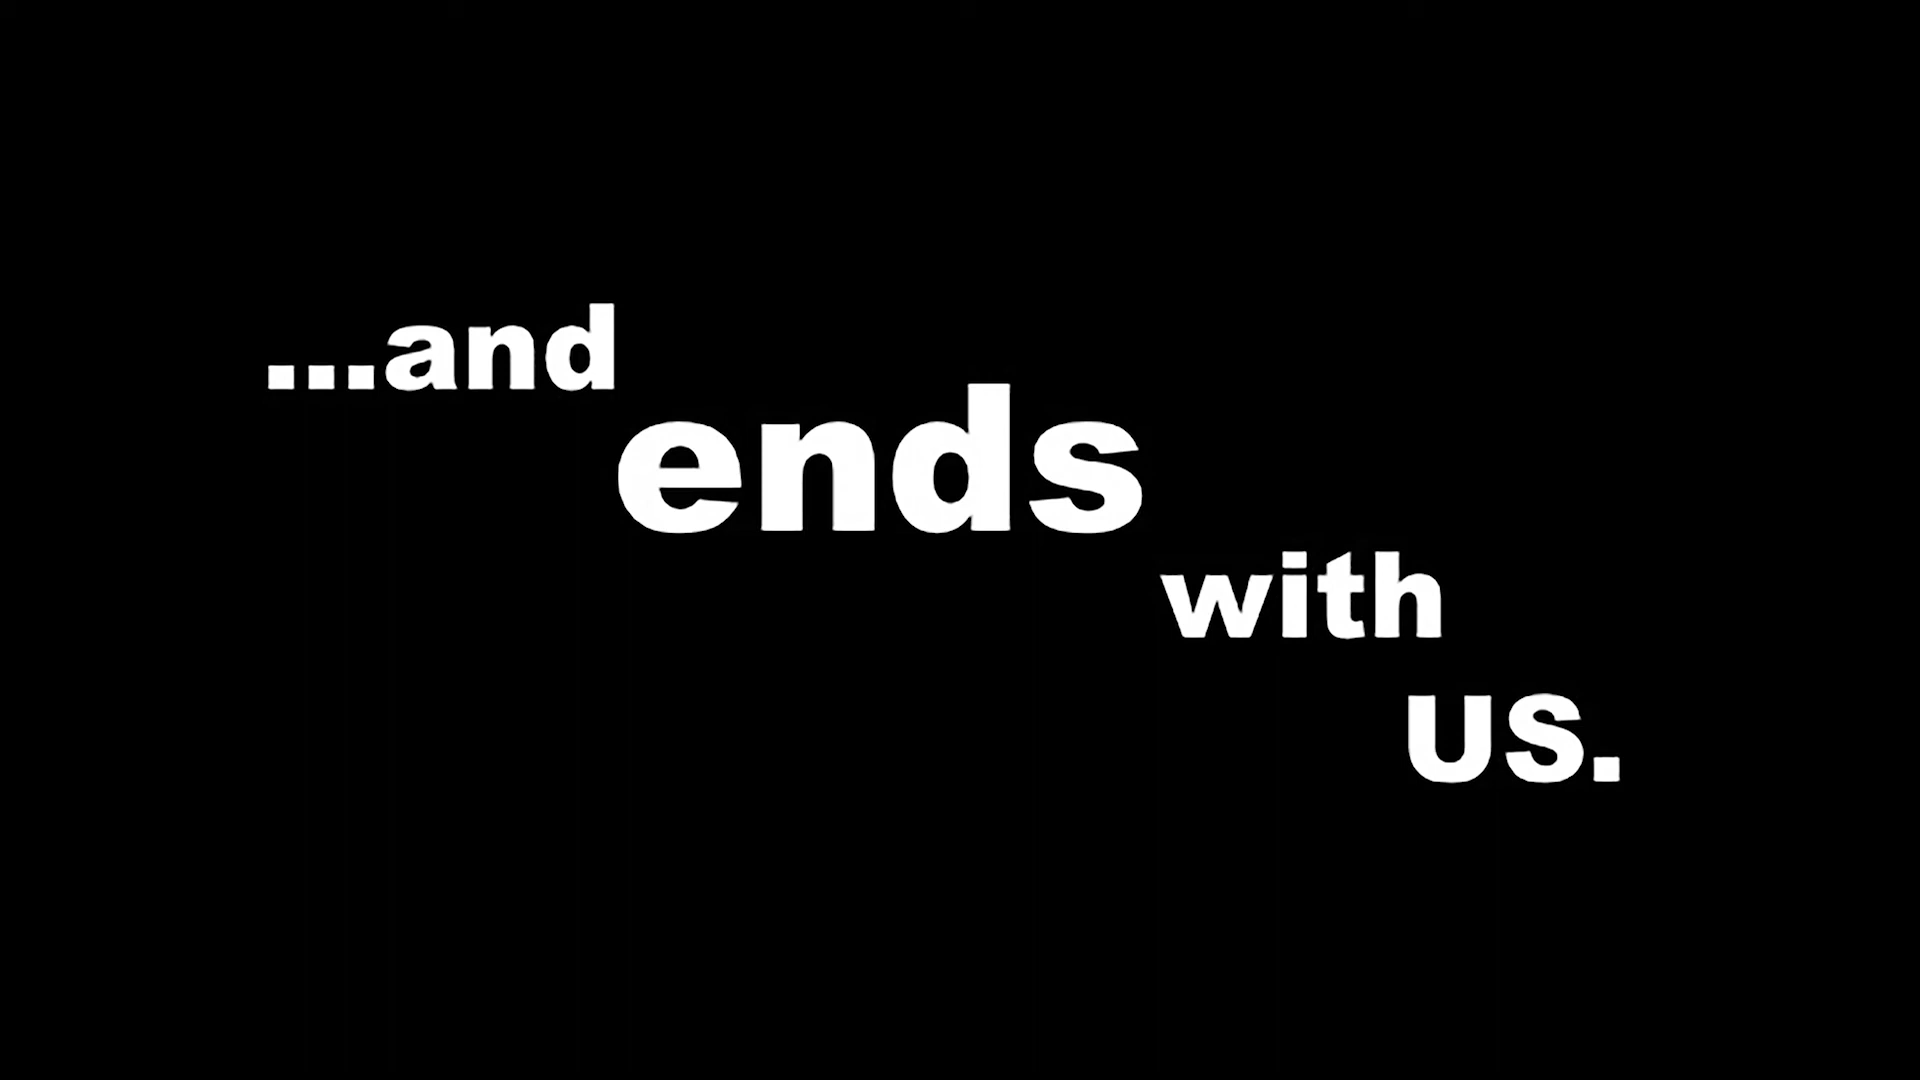 ...and
ends
with
us.